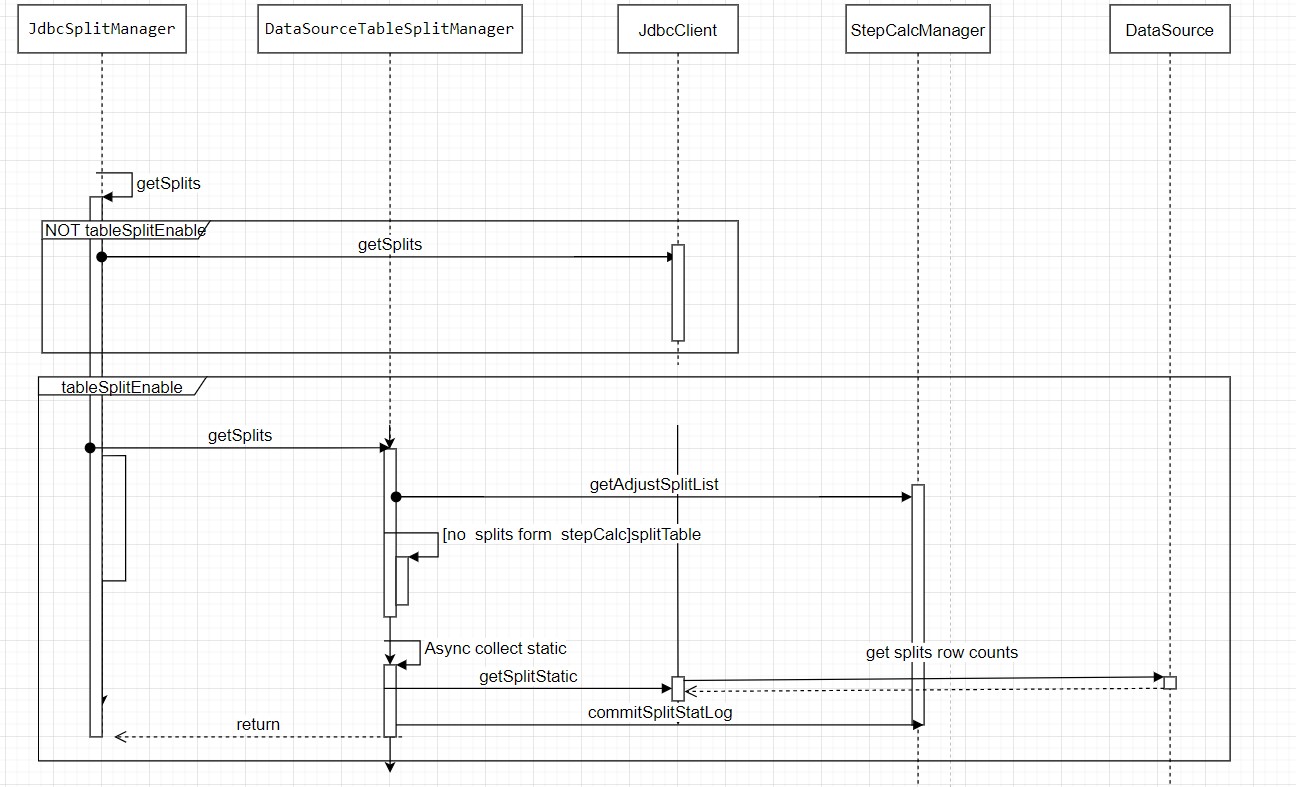 JdbcSplitManager
DataSourceTableSplitManager
JdbcClient
StepCalcManager
DataSource
getSplits
NOT tableSplitEnable
getSplits
tableSplitEnable
getSplits
getAdjustSplitList
[no  splits form  stepCalc]splitTable
Async collect static
get splits row counts
getSplitStatic
commitSplitStatLog
return